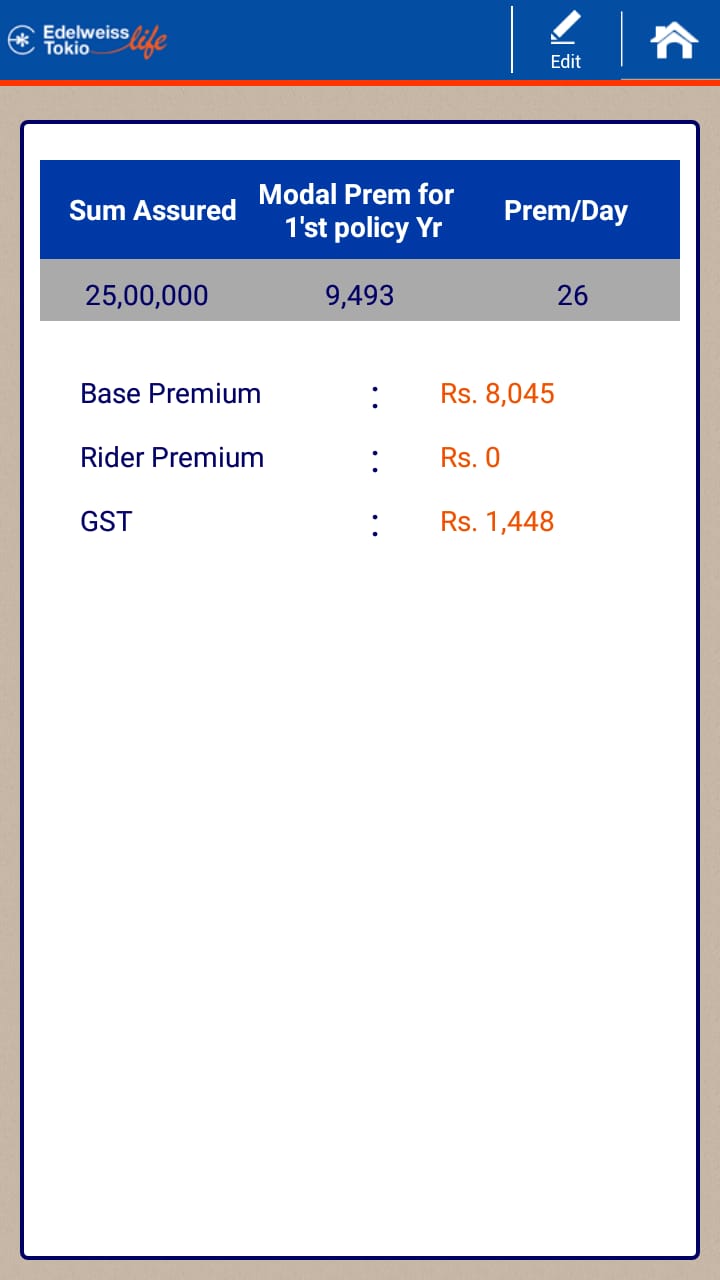 Edelweiss
Tokio life
Edit
Sum Assured
Modal Prem for
1'st policy Yr
Prem/Day
25,00,000 9,493 26
Base Premium : Rs. 8,045
Rider Premium : Rs. 0
GST : Rs. 1,448